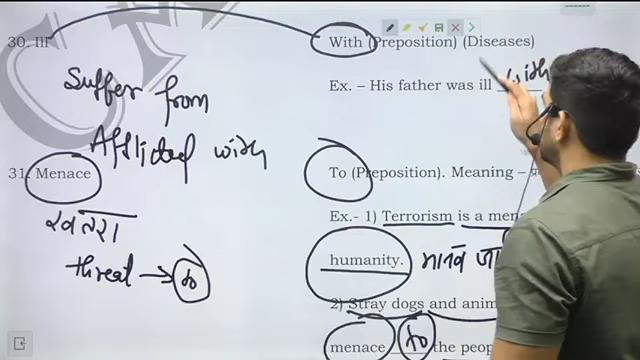 30. Ill With (Preposition) (Diseases)
Suffer from
Ex. – His father was ill with
Afflicted with
31. Menace To (Preposition). Meaning –
Ex.- 1) Terrorism is a men
खतरा
humanity. मानव जा
threat → to
2) Stray dogs and anim
menace to the peop